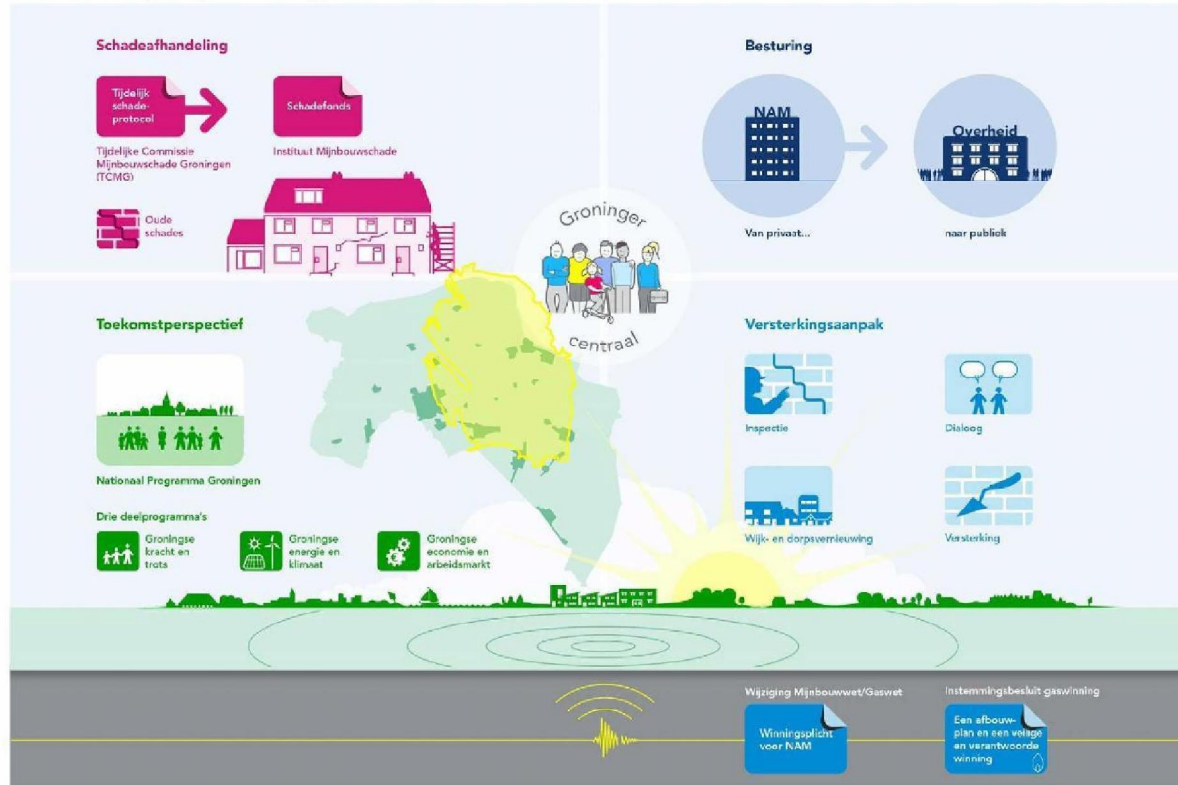 Schadeafhandeling
Tijdelijk
schade-
protocol
Schadefonds
Tijdelijke Commissie
Mijnbouwschade Groningen
(TCMG)
Instituut Mijnbouwschade
Oude
schades
Besturing
NAM
Overheid
Van privaat...
naar publiek
Groninger
centraal
Toekomstperspectief
Nationaal Programma Groningen
Drie deelprogramma's
Groningse
kracht en
trots
Groningse
energie en
klimaat
Groningse
economie en
arbeidsmarkt
Versterkingsaanpak
Inspectie
Dialoog
Wijk- en dorpsvernieuwing
Versterking
Wijziging Mijnbouwwet/Gaswet
Winningsplicht
voor NAM
Instemmingsbesluit gaswinning
Een afbouw-
plan en een veilige
en verantwoorde
winning